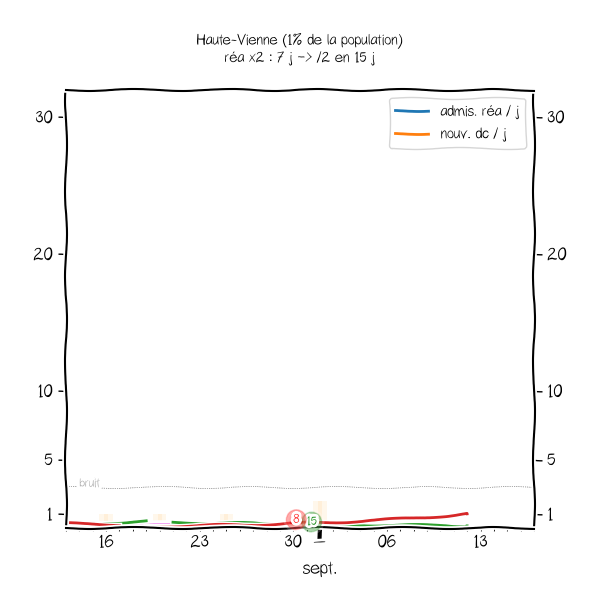 Haute-Vienne (1% de la population)
réa x2 : 7 j -> /2 en 15 j
admis. réa / j
nouv. dc / j
30
30
20
20
10
10
5
5
bruit
1
1
8
15
16
23
30
06
13
sept.